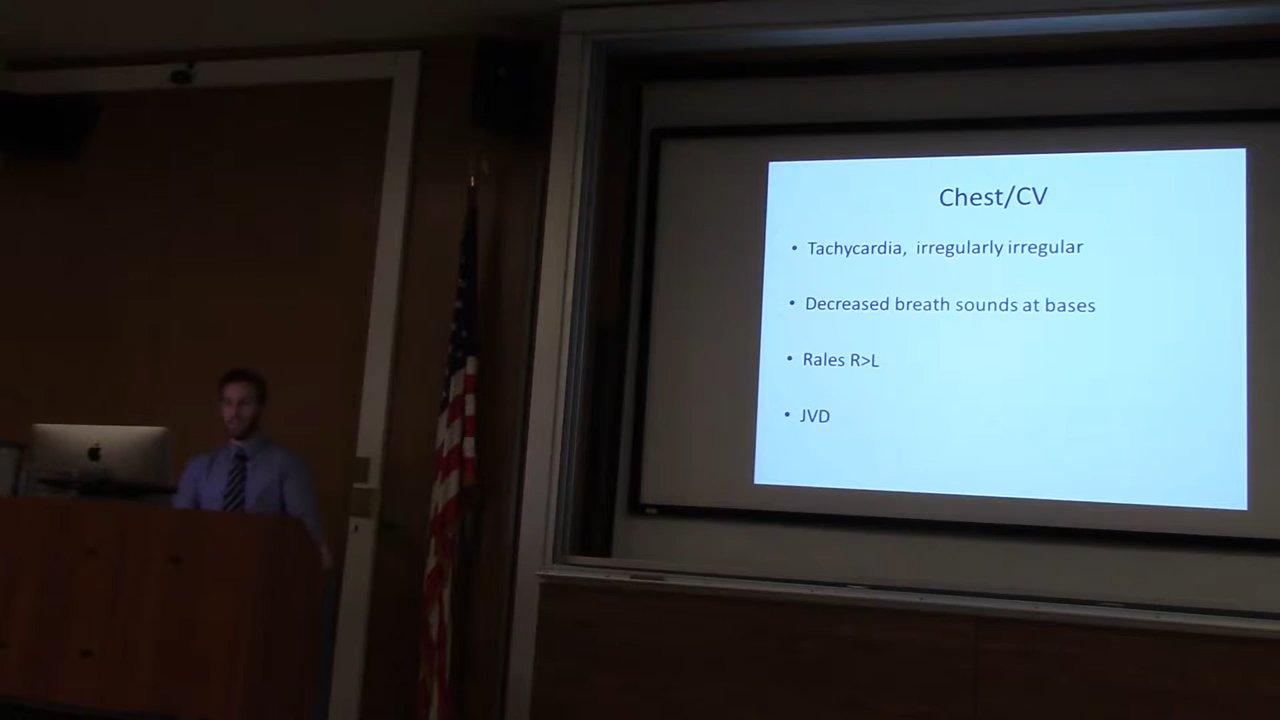 Chest/CV
• Tachycardia, irregularly irregular
• Decreased breath sounds at bases
• Rales R>L
• JVD